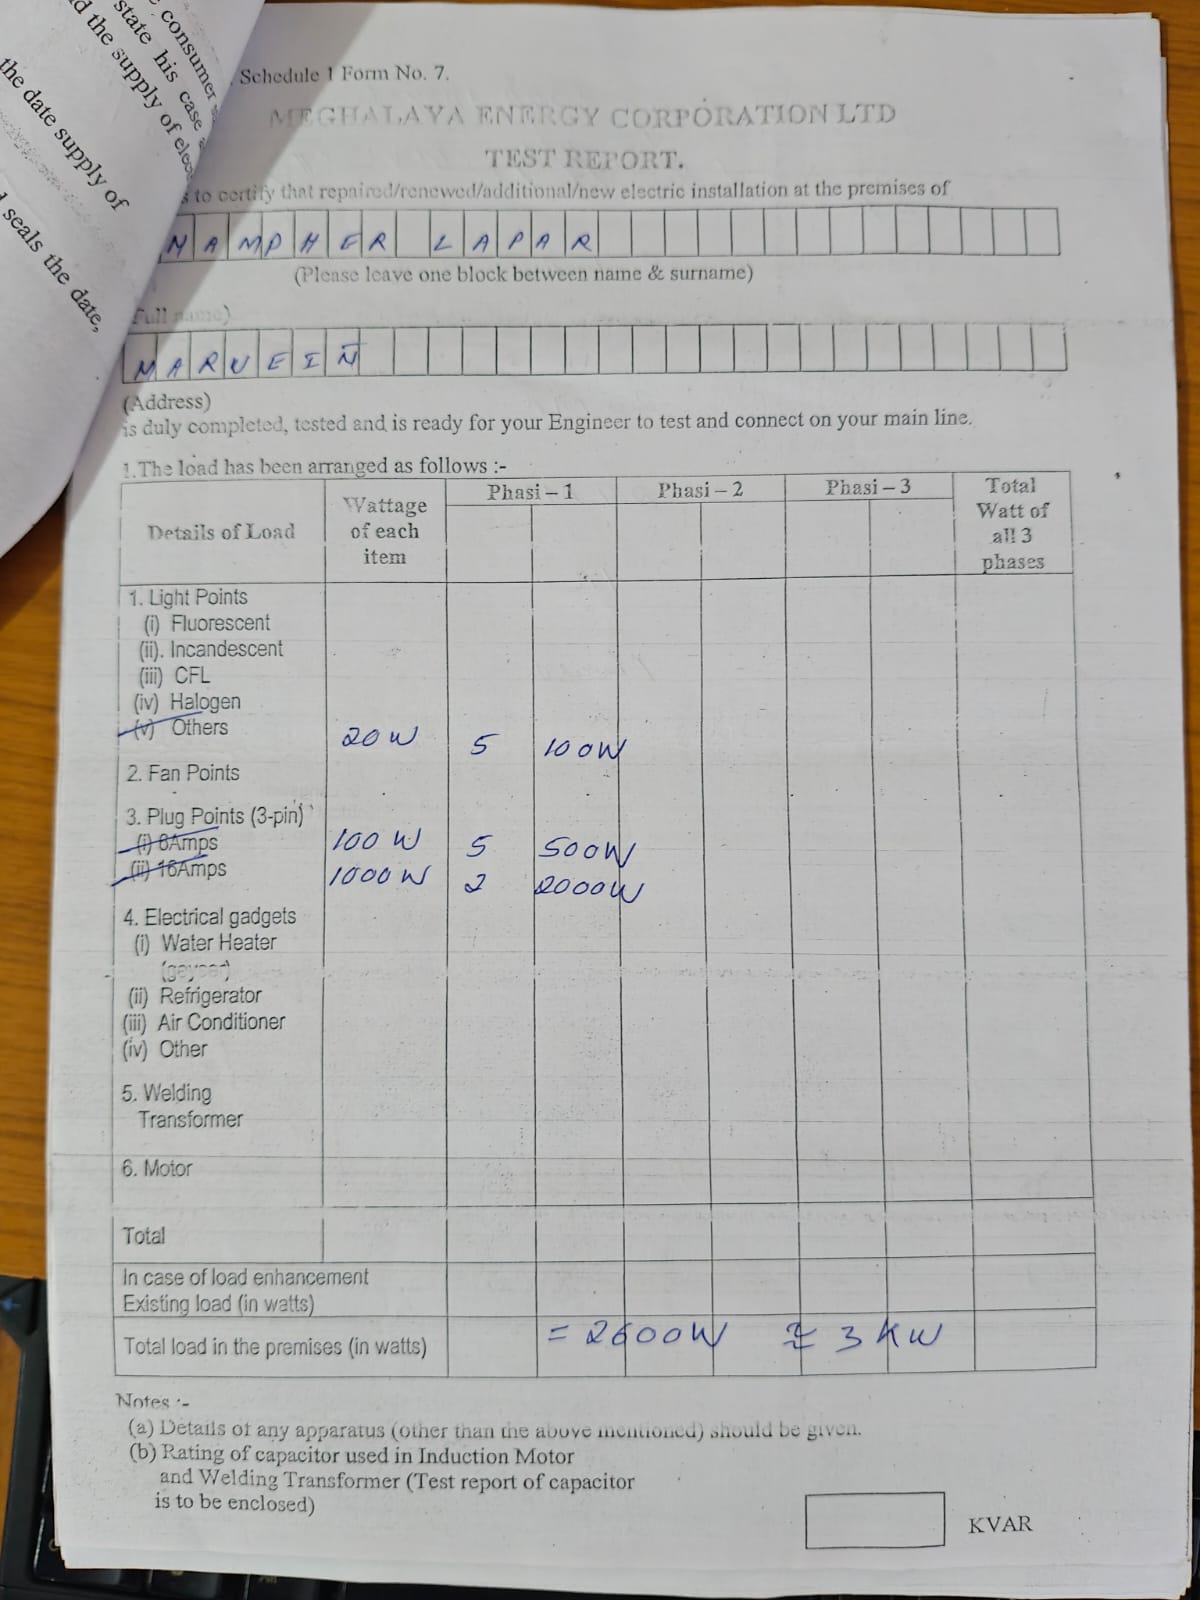 consumer
state his case
d the supply of elec
the date supply of
seals the date,
Schedule 1 Form No. 7.
MEGHALAYA ENERGY CORPORATION LTD
TEST REPORT.
s to certify that repaired/renewed/additional/new electric installation at the premises of
NAMPHER LAPAR
(Please leave one block between name & surname)
Full name)
MARVEIN
(Address)
is duly completed, tested and is ready for your Engineer to test and connect on your main line.
1.The load has been arranged as follows :-
Details of Load Wattage of each item Phasi – 1 Phasi – 2 Phasi – 3 Total Watt of all 3 phases
1. Light Points
(i) Fluorescent
(ii). Incandescent
(iii) CFL
(iv) Halogen
(v) Others 20 W 5 100W
2. Fan Points
3. Plug Points (3-pin)
(i) 6Amps 100 W 5 500W
(ii) 16Amps 1000 W 2 2000W
4. Electrical gadgets
(i) Water Heater
(geyser)
(ii) Refrigerator
(iii) Air Conditioner
(iv) Other
5. Welding
Transformer
6. Motor
Total
In case of load enhancement
Existing load (in watts)
Total load in the premises (in watts) = 2600W ≈ 3 KW
Notes :-
(a) Details of any apparatus (other than the above mentioned) should be given.
(b) Rating of capacitor used in Induction Motor
and Welding Transformer (Test report of capacitor
is to be enclosed)
KVAR